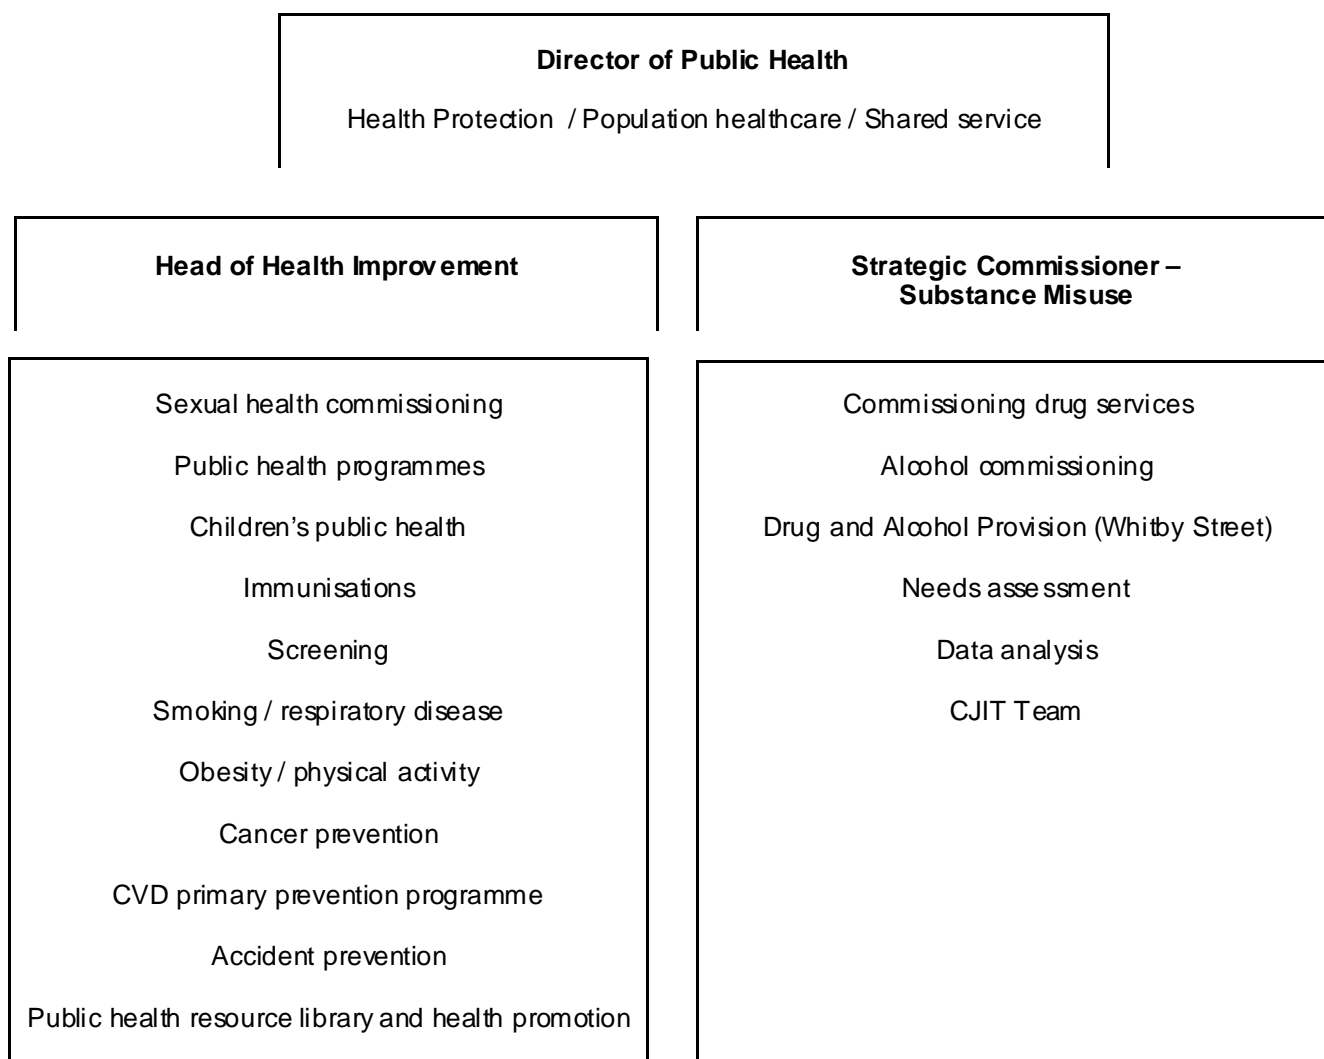 Director of Public Health
Health Protection / Population healthcare / Shared service
Head of Health Improvement
Strategic Commissioner –
Substance Misuse
Sexual health commissioning
Public health programmes
Children’s public health
Immunisations
Screening
Smoking / respiratory disease
Obesity / physical activity
Cancer prevention
CVD primary prevention programme
Accident prevention
Public health resource library and health promotion
Commissioning drug services
Alcohol commissioning
Drug and Alcohol Provision (Whitby Street)
Needs assessment
Data analysis
CJIT Team